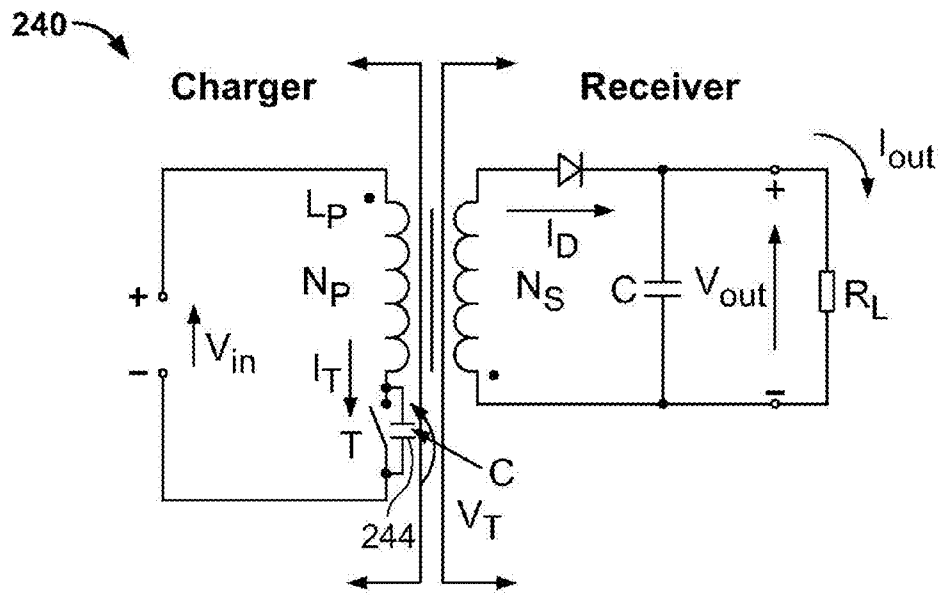 240
Charger
Receiver
I_out
L_P
+
I_D
N_P
N_S
C
V_out
R_L
+
V_in
−
−
I_T
T
C
244
V_T